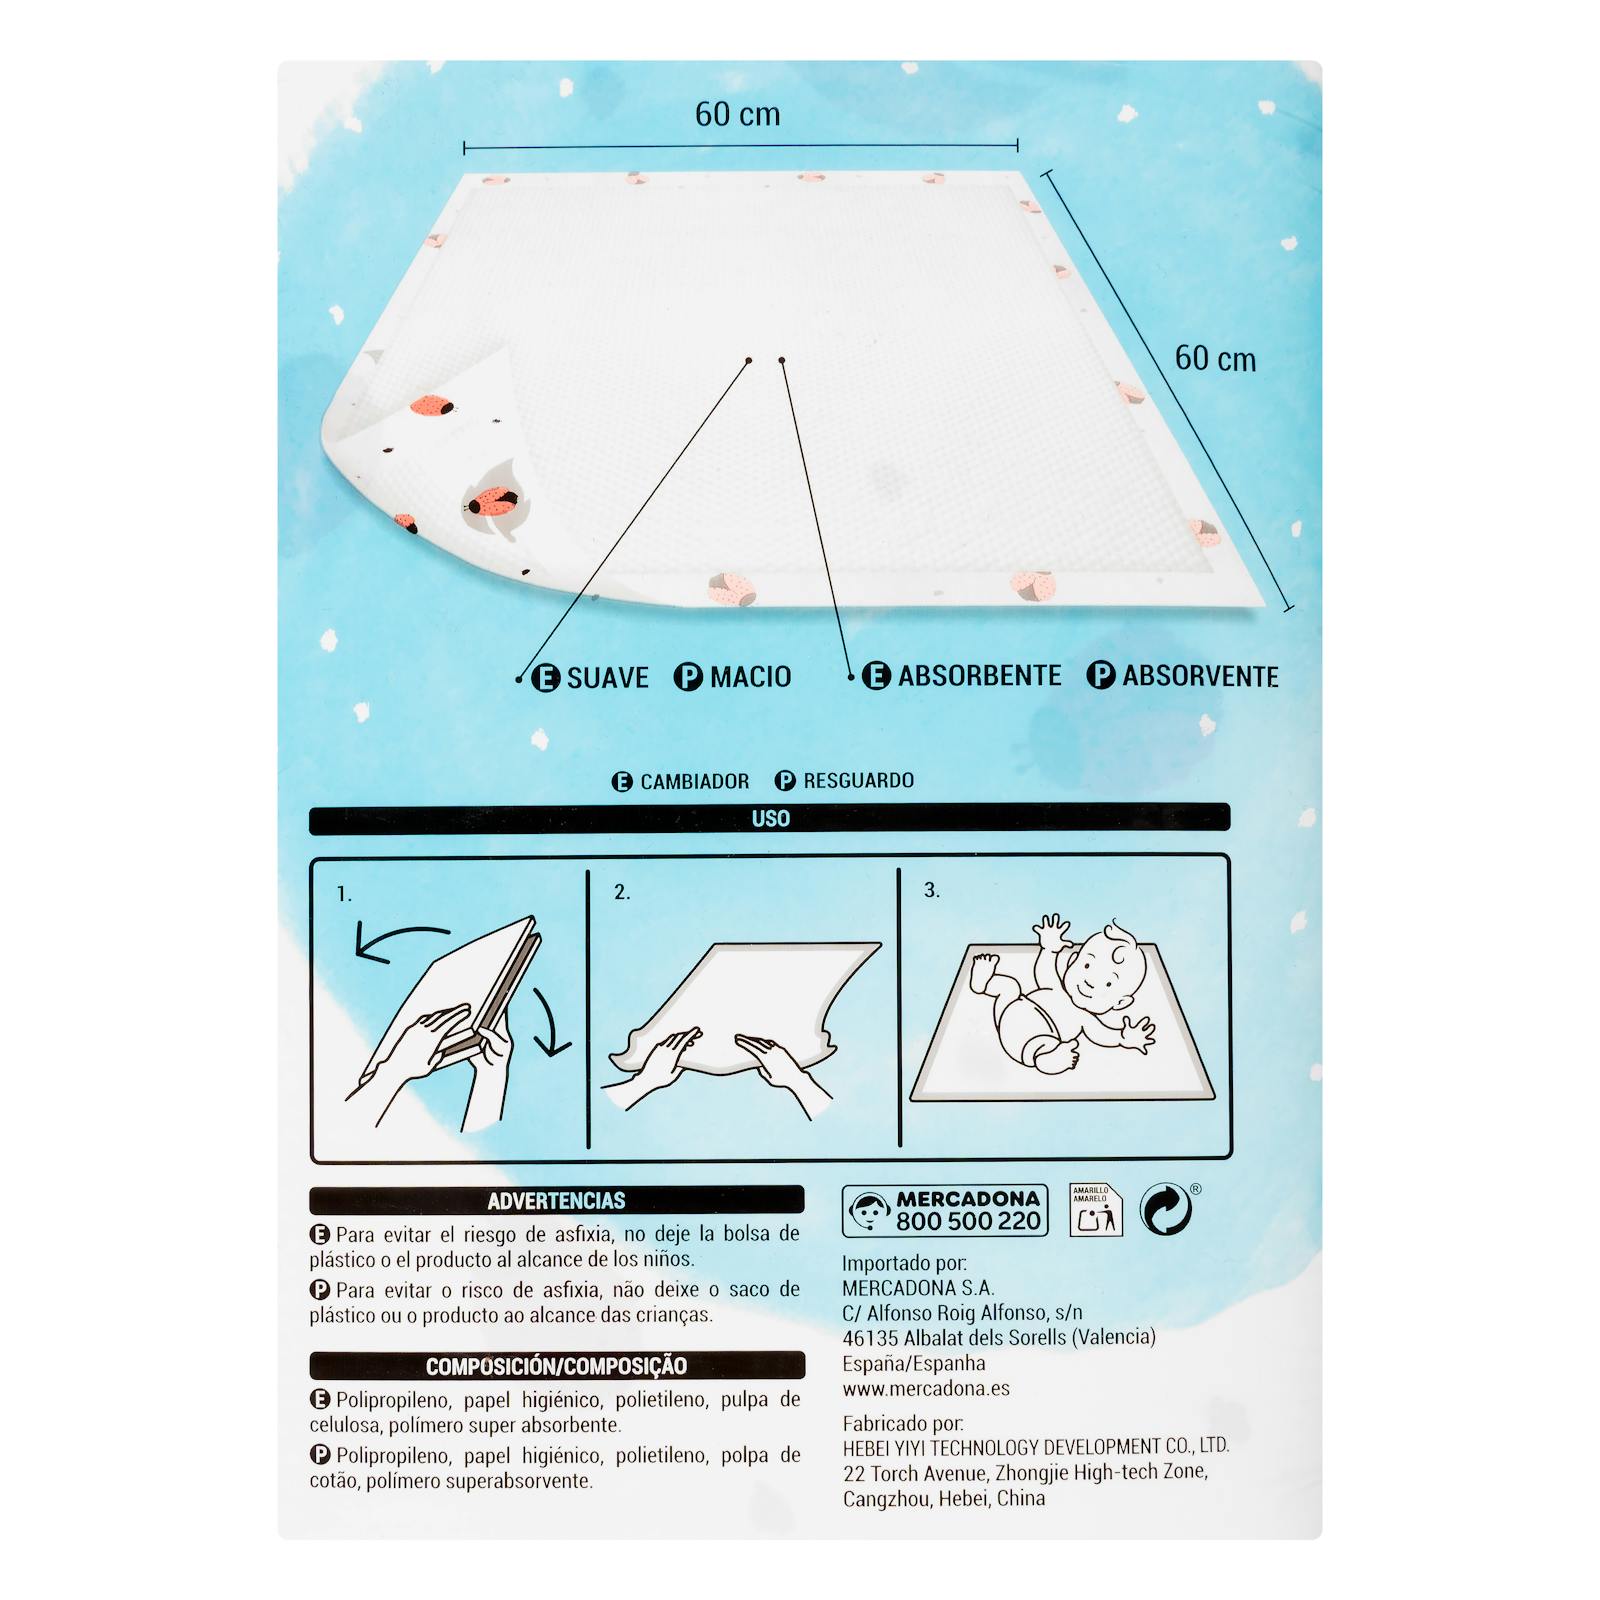 60 cm
60 cm
E SUAVE P MACIO
E ABSORBENTE P ABSORVENTE
E CAMBIADOR P RESGUARDO
USO
1.
2.
3.
ADVERTENCIAS
E Para evitar el riesgo de asfixia, no deje la bolsa de
plástico o el producto al alcance de los niños.
P Para evitar o risco de asfixia, não deixe o saco de
plástico ou o producto ao alcance das crianças.
COMPOSICIÓN/COMPOSIÇÃO
E Polipropileno, papel higiénico, polietileno, pulpa de
celulosa, polímero super absorbente.
P Polipropileno, papel higiénico, polietileno, polpa de
cotão, polímero superabsorvente.
MERCADONA
800 500 220
AMARILLO
AMARELO
®
Importado por:
MERCADONA S.A.
C/ Alfonso Roig Alfonso, s/n
46135 Albalat dels Sorells (Valencia)
España/Espanha
www.mercadona.es
Fabricado por:
HEBEI YIYI TECHNOLOGY DEVELOPMENT CO., LTD.
22 Torch Avenue, Zhongjie High-tech Zone,
Cangzhou, Hebei, China